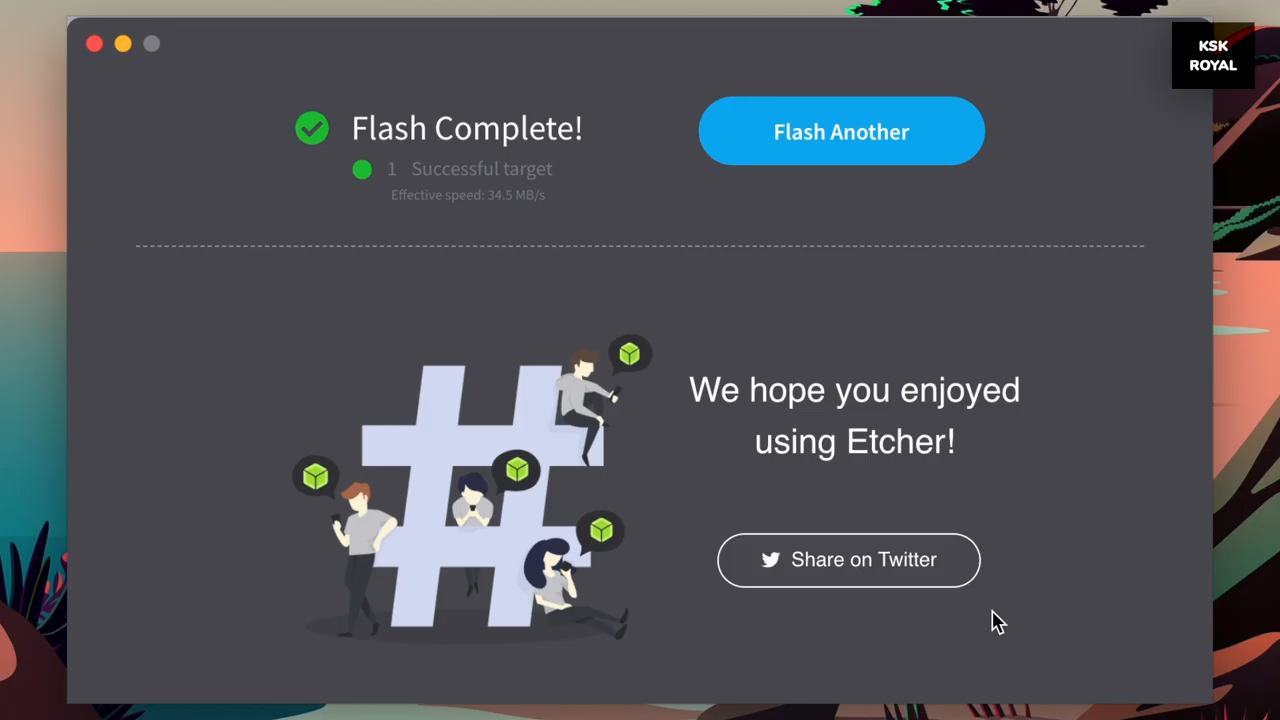 KSK
ROYAL
Flash Complete!
Flash Another
1 Successful target
Effective speed: 34.5 MB/s
We hope you enjoyed
using Etcher!
Share on Twitter